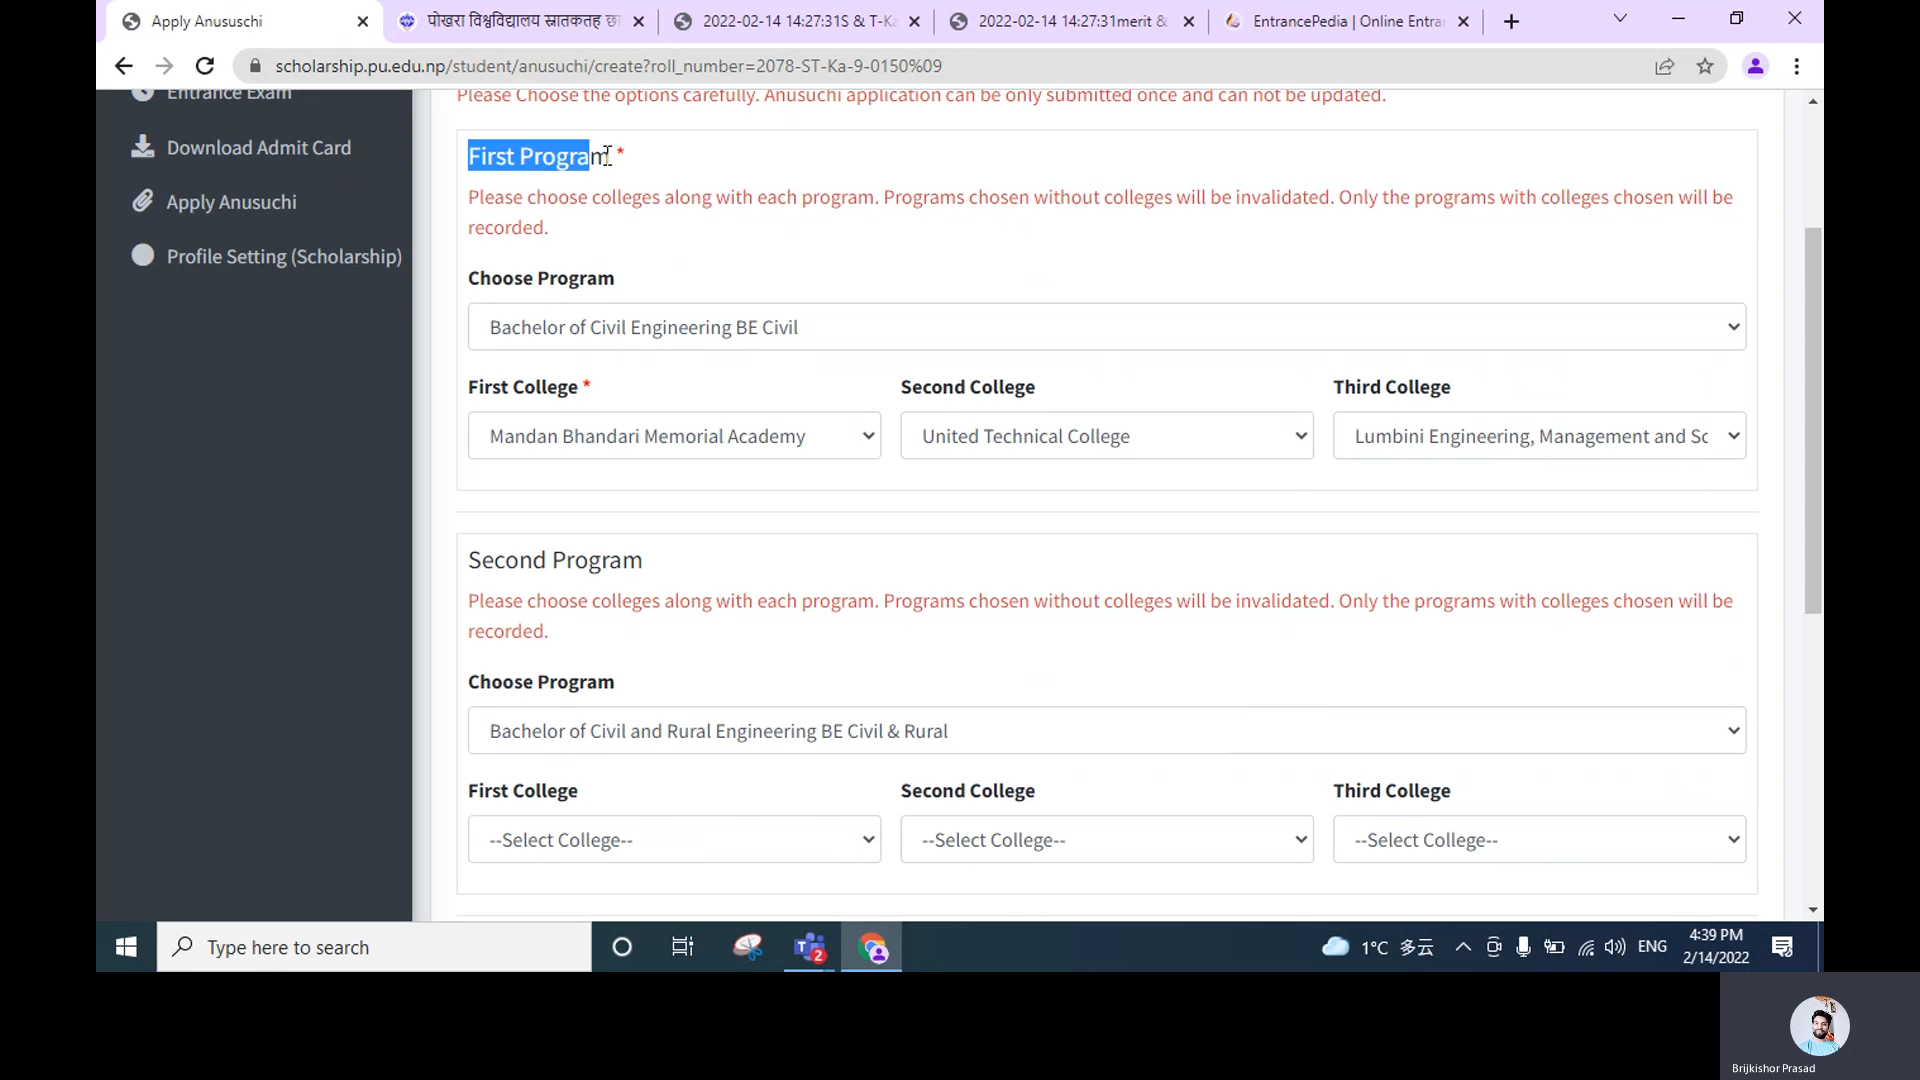 Apply Anususchi
पोखरा विश्वविद्यालय स्नातकतह छा
2022-02-14 14:27:31S & T-Ka
2022-02-14 14:27:31merit &
EntrancePedia | Online Entran
scholarship.pu.edu.np/student/anusuchi/create?roll_number=2078-ST-Ka-9-0150%09
Entrance Exam
Download Admit Card
Apply Anusuchi
Profile Setting (Scholarship)
Please Choose the options carefully. Anusuchi application can be only submitted once and can not be updated.
First Program *
Please choose colleges along with each program. Programs chosen without colleges will be invalidated. Only the programs with colleges chosen will be
recorded.
Choose Program
Bachelor of Civil Engineering BE Civil
First College *
Second College
Third College
Mandan Bhandari Memorial Academy
United Technical College
Lumbini Engineering, Management and Sc
Second Program
Please choose colleges along with each program. Programs chosen without colleges will be invalidated. Only the programs with colleges chosen will be
recorded.
Choose Program
Bachelor of Civil and Rural Engineering BE Civil & Rural
First College
Second College
Third College
--Select College--
--Select College--
--Select College--
Type here to search
2
1°C 多云
ENG
4:39 PM
2/14/2022
Brijkishor Prasad